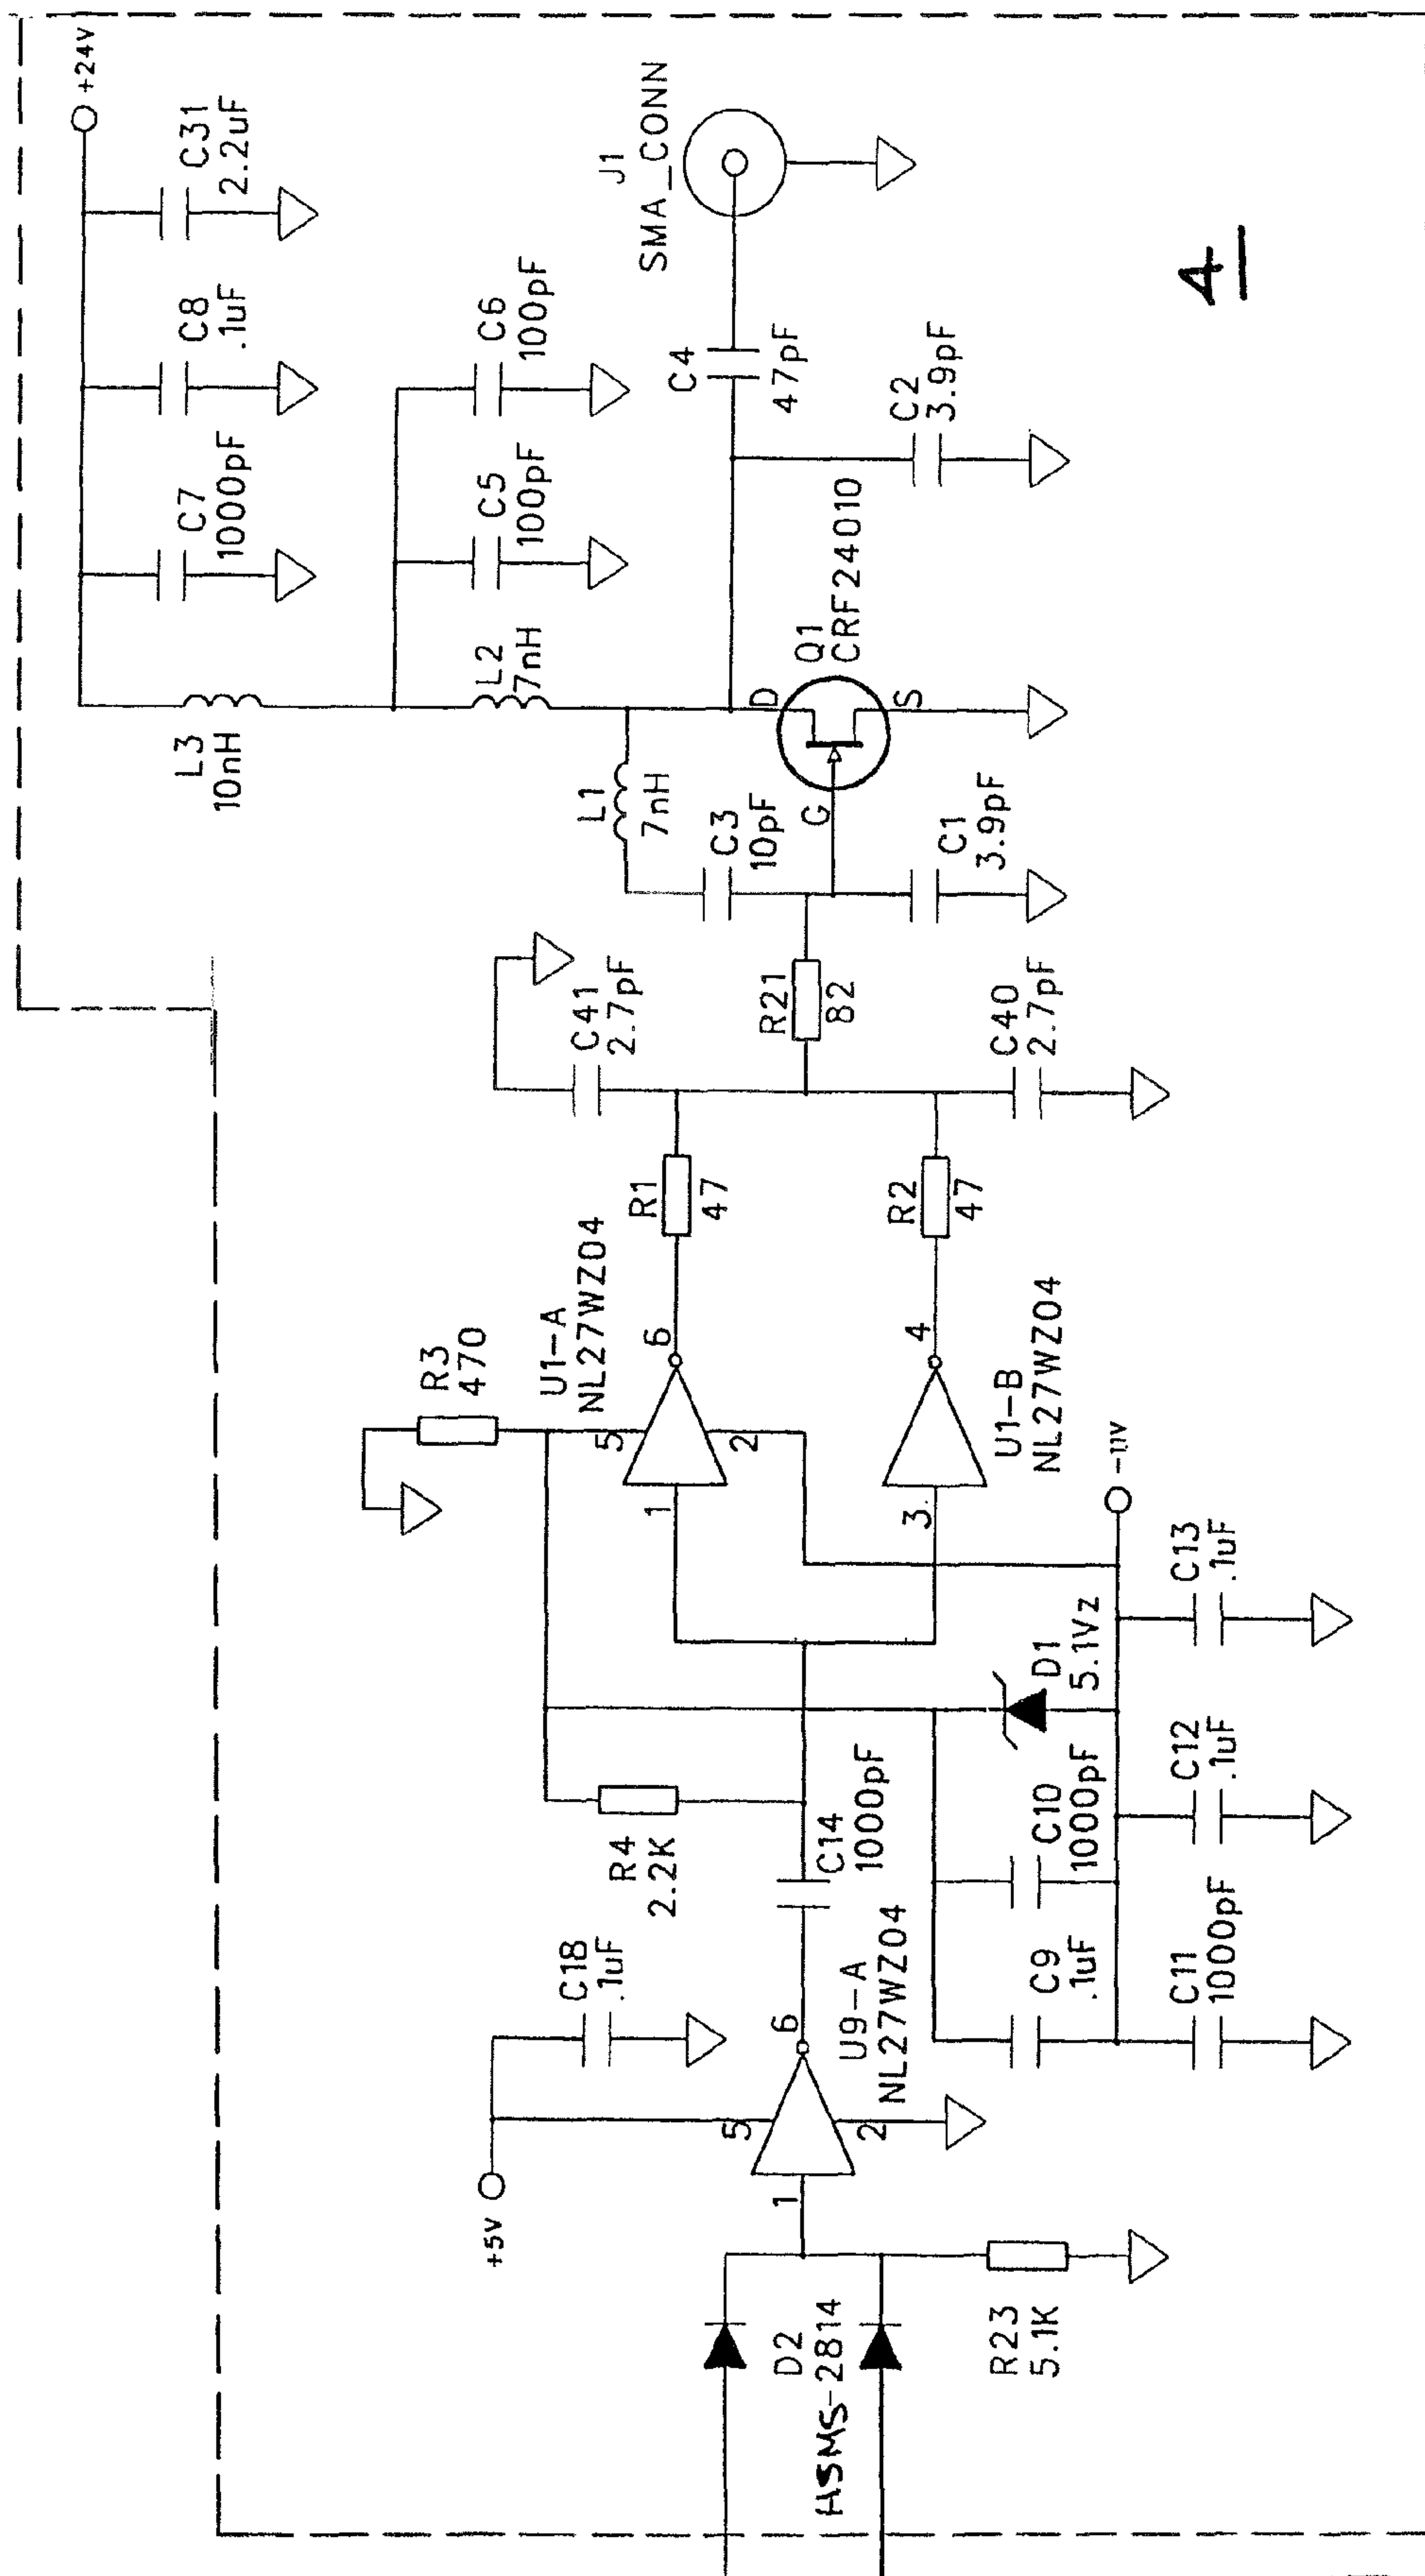 +24V
C31
2.2uF
C8
.1uF
C7
1000pF
L3
10nH
C6
100pF
C5
100pF
L2
7nH
J1
SMA_CONN
C4
47pF
C2
3.9pF
L1
7nH
D
Q1
CRF24010
S
G
C3
10pF
C1
3.9pF
4
C41
2.7pF
R21
82
C40
2.7pF
R1
47
R2
47
R3
470
U1-A
NL27WZ04
6
5
2
1
4
U1-B
NL27WZ04
3
-11V
C13
.1uF
D1
5.1Vz
C12
.1uF
C10
1000pF
C9
.1uF
C11
1000pF
R4
2.2K
C14
1000pF
C18
.1uF
6
U9-A
NL27WZ04
5
2
1
+5V
D2
HSMS-2814
R23
5.1K